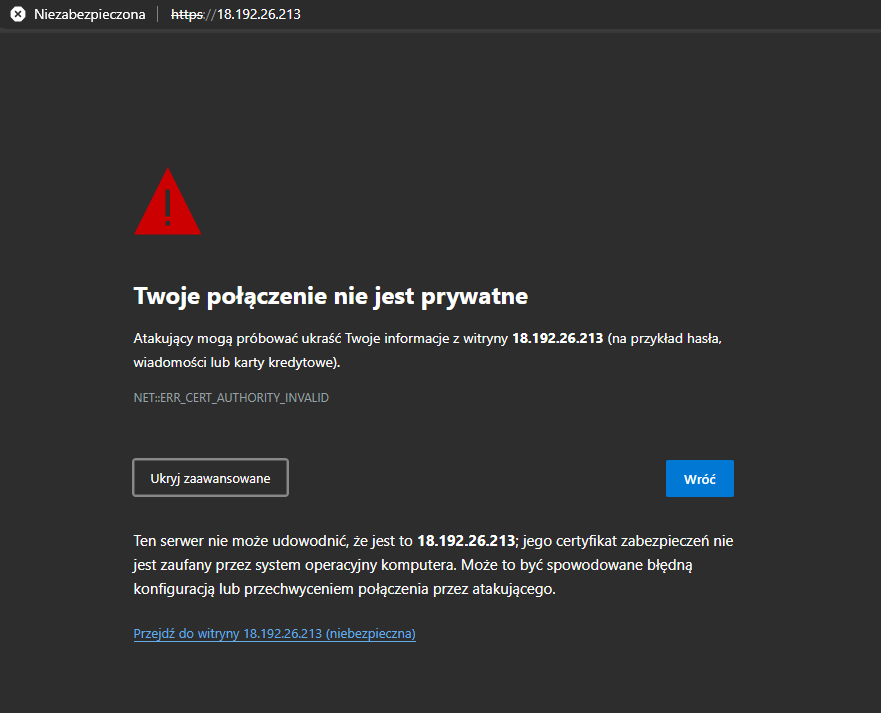 Niezabezpieczona https://18.192.26.213
Twoje połączenie nie jest prywatne
Atakujący mogą próbować ukraść Twoje informacje z witryny 18.192.26.213 (na przykład hasła,
wiadomości lub karty kredytowe).
NET::ERR_CERT_AUTHORITY_INVALID
Ukryj zaawansowane
Wróć
Ten serwer nie może udowodnić, że jest to 18.192.26.213; jego certyfikat zabezpieczeń nie
jest zaufany przez system operacyjny komputera. Może to być spowodowane błędną
konfiguracją lub przechwyceniem połączenia przez atakującego.
Przejdź do witryny 18.192.26.213 (niebezpieczna)